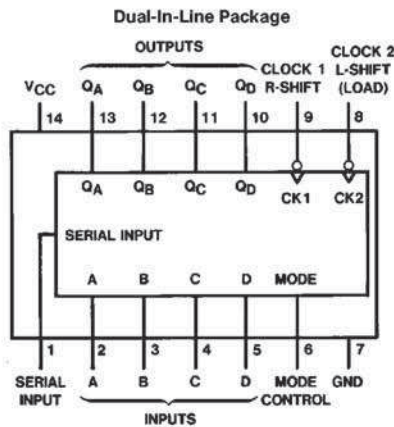 Dual-In-Line Package
OUTPUTS
CLOCK 1
R-SHIFT
CLOCK 2
L-SHIFT
(LOAD)
VCC QA QB QC QD
14 13 12 11 10 9 8
QA QB QC QD CK1 CK2
SERIAL INPUT
A B C D MODE
1 2 3 4 5 6 7
SERIAL
INPUT
A B C D
MODE
CONTROL
GND
INPUTS